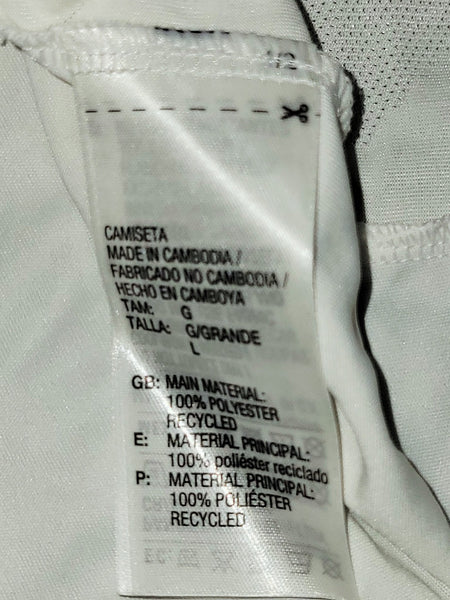 CAMISETA
MADE IN CAMBODIA /
FABRICADO NO CAMBODIA /
HECHO EN CAMBOYA
TAM: G
TALLA: G/GRANDE
L
GB: MAIN MATERIAL:
100% POLYESTER
RECYCLED
E: MATERIAL PRINCIPAL:
100% poliéster reciclado
P: MATERIAL PRINCIPAL:
100% POLIÉSTER
RECYCLED